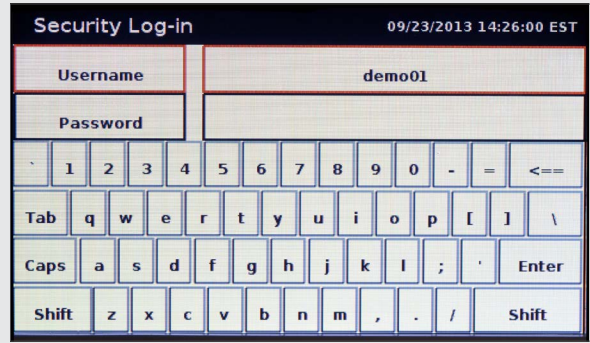 Security Log-in 09/23/2013 14:26:00 EST
Username demo01
Password
` 1 2 3 4 5 6 7 8 9 0 - = <==
Tab q w e r t y u i o p [ ] \
Caps a s d f g h j k l ; ' Enter
Shift z x c v b n m , . / Shift